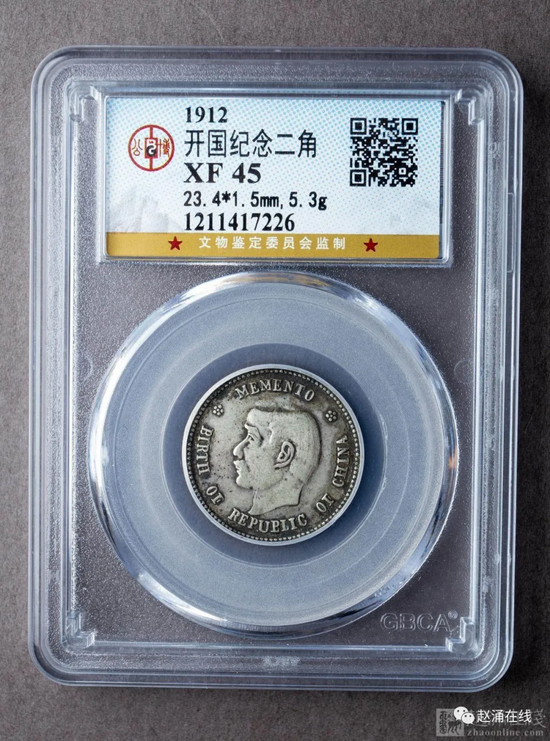 1912
开国纪念二角
XF 45
23.4*1.5mm,5.3g
1211417226
★ 文物鉴定委员会监制 ★
MEMENTO
BIRTH OF REPUBLIC OF CHINA
GBCA®
赵涌在线
zhaoonline.com